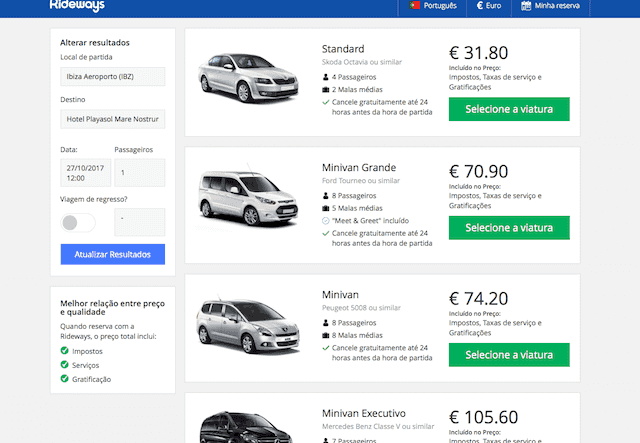 Rideways
Português
€ Euro
Minha reserva
Alterar resultados
Local de partida
Ibiza Aeroporto (IBZ)
Destino
Hotel Playasol Mare Nostrum
Data:
Passageiros
27/10/2017
12:00
1
Viagem de regresso?
-
Atualizar Resultados
Melhor relação entre preço
e qualidade
Quando reserva com a
Rideways, o preço total inclui:
Impostos
Serviços
Gratificação
Standard
Skoda Octavia ou similar
4 Passageiros
2 Malas médias
Cancele gratuitamente até 24
horas antes da hora de partida
€ 31.80
Incluído no Preço:
Impostos, Taxas de serviço e
Gratificações
Selecione a viatura
Minivan Grande
Ford Tourneo ou similar
8 Passageiros
5 Malas médias
"Meet & Greet" Incluído
Cancele gratuitamente até 24
horas antes da hora de partida
€ 70.90
Incluído no Preço:
Impostos, Taxas de serviço e
Gratificações
Selecione a viatura
Minivan
Peugeot 5008 ou similar
8 Passageiros
8 Malas médias
Cancele gratuitamente até 24
horas antes da hora de partida
€ 74.20
Incluído no Preço:
Impostos, Taxas de serviço e
Gratificações
Selecione a viatura
Minivan Executivo
Mercedes Benz Classe V ou similar
7 Passageiros
€ 105.60
Incluído no Preço: